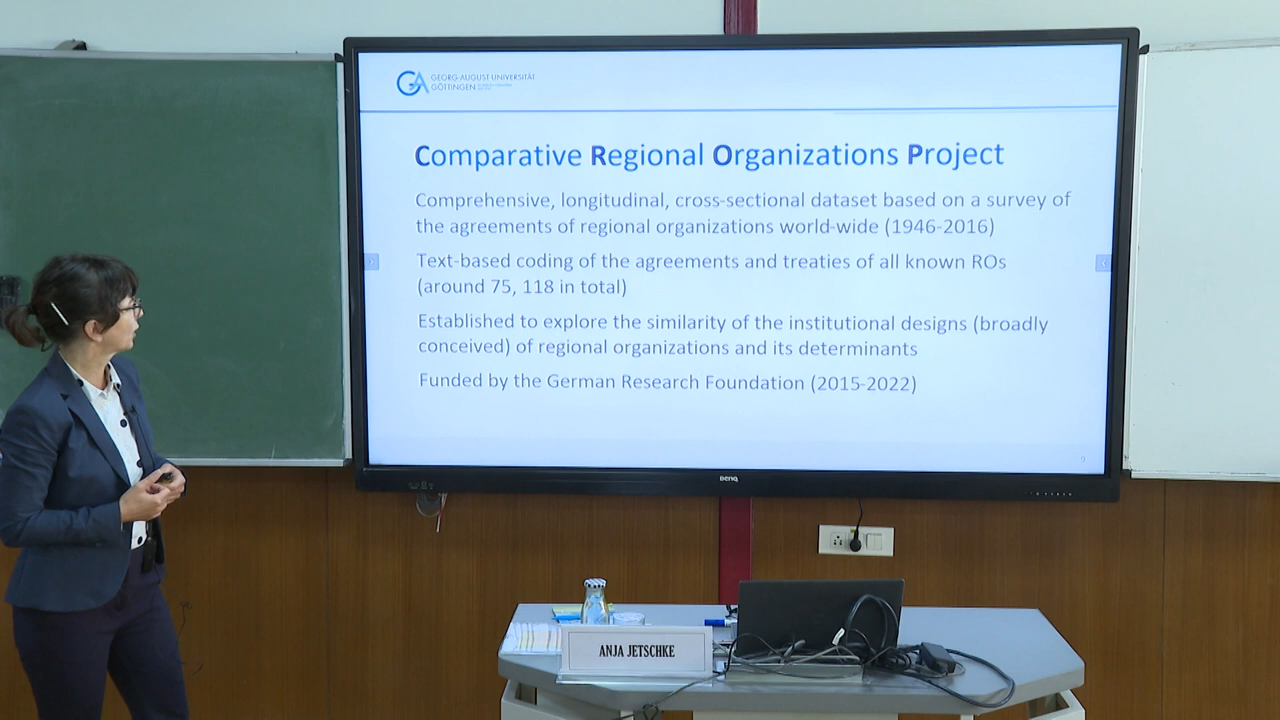 GEORG-AUGUST UNIVERSITÄT
GÖTTINGEN
Comparative Regional Organizations Project
Comprehensive, longitudinal, cross-sectional dataset based on a survey of
the agreements of regional organizations world-wide (1946-2016)
Text-based coding of the agreements and treaties of all known ROs
(around 75, 118 in total)
Established to explore the similarity of the institutional designs (broadly
conceived) of regional organizations and its determinants
Funded by the German Research Foundation (2015-2022)
BenQ
ANJA JETSCHKE